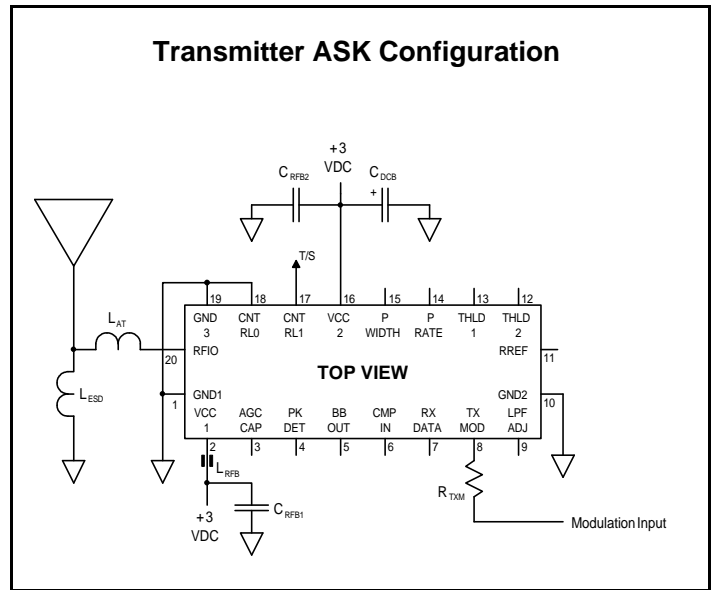 Transmitter ASK Configuration
+3
VDC
C RFB2
C DCB
+
T/S
19 18 17 16 15 14 13 12
GND CNT CNT VCC P P THLD THLD
3 RL0 RL1 2 WIDTH RATE 1 2
L AT
20 RFIO
RREF 11
TOP VIEW
L ESD
1 GND1
GND2 10
VCC AGC PK BB CMP RX TX LPF
1 CAP DET OUT IN DATA MOD ADJ
2 3 4 5 6 7 8 9
L RFB
R TXM
C RFB1
+3
VDC
Modulation Input